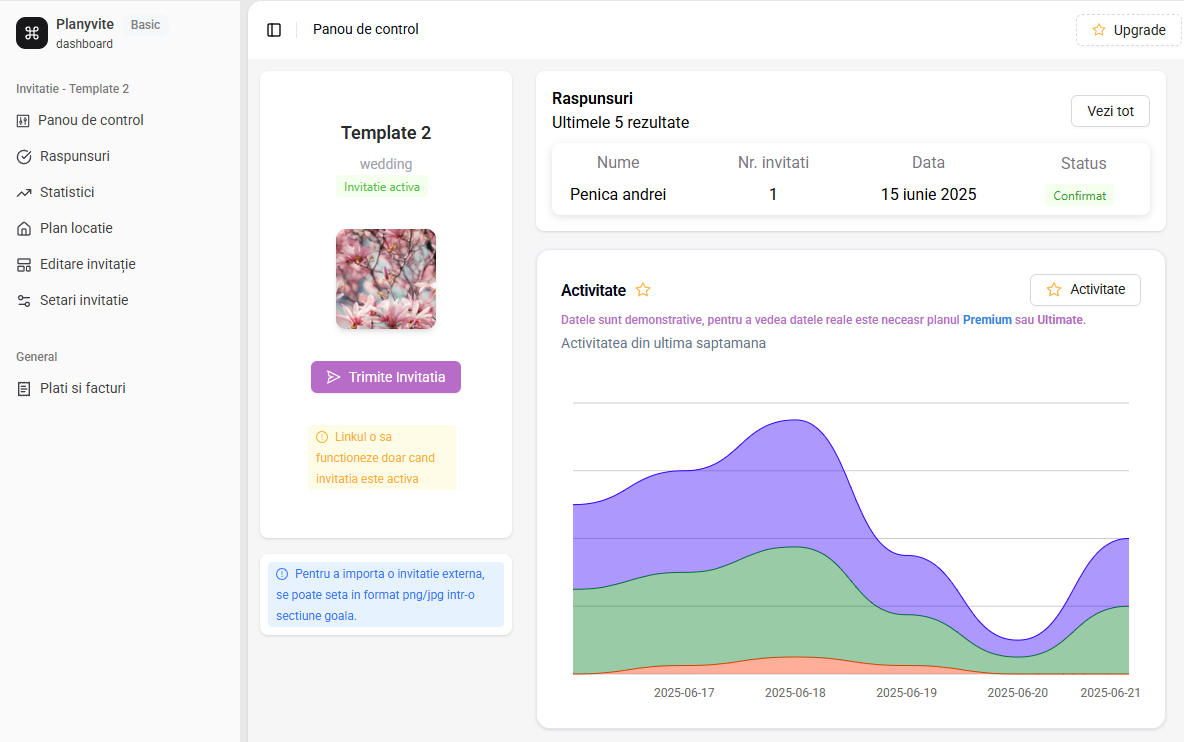 Planyvite Basic
dashboard
Invitatie - Template 2
Panou de control
Raspunsuri
Statistici
Plan locatie
Editare invitație
Setari invitatie
General
Plati si facturi
Panou de control
Upgrade
Template 2
wedding
Invitatie activa
Trimite Invitatia
Linkul o sa
functioneze doar cand
invitatia este activa
Pentru a importa o invitatie externa,
se poate seta in format png/jpg intr-o
sectiune goala.
Raspunsuri
Ultimele 5 rezultate
Vezi tot
Nume Nr. invitati Data Status
Penica andrei 1 15 iunie 2025 Confirmat
Activitate
Activitate
Datele sunt demonstrative, pentru a vedea datele reale este neceasr planul Premium sau Ultimate.
Activitatea din ultima saptamana
2025-06-17 2025-06-18 2025-06-19 2025-06-20 2025-06-21